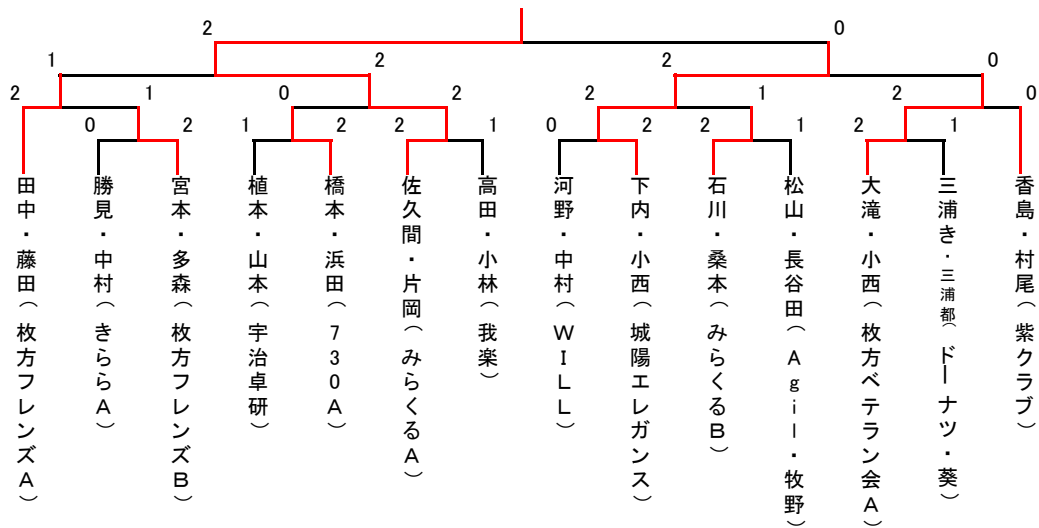 2 0
1 2 2 0
2 1 0 2 2 1 2 0
0 2 1 2 2 1 0 2 2 1 2 1
田中・藤田(枚方フレンズA)
勝見・中村(きららA)
宮本・多森(枚方フレンズB)
植本・山本(宇治卓研)
橋本・浜田(730A)
佐久間・片岡(みらくるA)
高田・小林(我楽)
河野・中村(WILL)
下内・小西(城陽エレガンス)
石川・桑本(みらくるB)
松山・長谷田(Agil・牧野)
大滝・小西(枚方ベテラン会A)
三浦き・三浦都(ドーナツ・葵)
香島・村尾(紫クラブ)